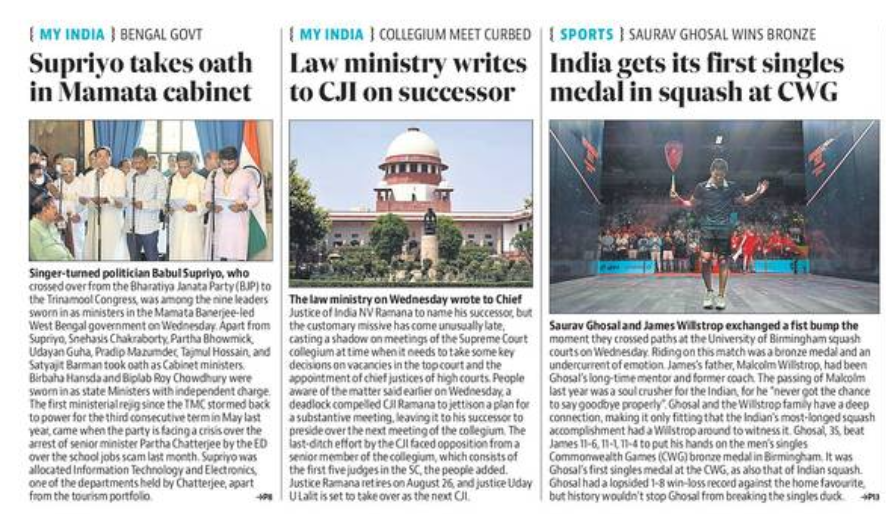 { MY INDIA } BENGAL GOVT
Supriyo takes oath
in Mamata cabinet
Singer-turned politician Babul Supriyo, who
crossed over from the Bharatiya Janata Party (BJP) to
the Trinamool Congress, was among the nine leaders
sworn in as ministers in the Mamata Banerjee-led
West Bengal government on Wednesday. Apart from
Supriyo, Snehasis Chakraborty, Partha Bhowmick,
Udayan Guha, Pradip Mazumder, Tajmul Hossain, and
Satyajit Barman took oath as Cabinet ministers.
Birbaha Hansda and Biplab Roy Chowdhury were
sworn in as state Ministers with independent charge.
The first ministerial rejig since the TMC stormed back
to power for the third consecutive term in May last
year, came when the party is facing a crisis over the
arrest of senior minister Partha Chatterjee by the ED
over the school jobs scam last month. Supriyo was
allocated Information Technology and Electronics,
one of the departments held by Chatterjee, apart
from the tourism portfolio. →P8
{ MY INDIA } COLLEGIUM MEET CURBED
Law ministry writes
to CJI on successor
The law ministry on Wednesday wrote to Chief
Justice of India NV Ramana to name his successor, but
the customary missive has come unusually late,
casting a shadow on meetings of the Supreme Court
collegium at time when it needs to take some key
decisions on vacancies in the top court and the
appointment of chief justices of high courts. People
aware of the matter said earlier on Wednesday, a
deadlock compelled CJI Ramana to jettison a plan for
a substantive meeting, leaving it to his successor to
preside over the next meeting of the collegium. The
last-ditch effort by the CJI faced opposition from a
senior member of the collegium, which consists of
the first five judges in the SC, the people added.
Justice Ramana retires on August 26, and justice Uday
U Lalit is set to take over as the next CJI.
{ SPORTS } SAURAV GHOSAL WINS BRONZE
India gets its first singles
medal in squash at CWG
Saurav Ghosal and James Willstrop exchanged a fist bump the
moment they crossed paths at the University of Birmingham squash
courts on Wednesday. Riding on this match was a bronze medal and an
undercurrent of emotion. James's father, Malcolm Willstrop, had been
Ghosal's long-time mentor and former coach. The passing of Malcolm
last year was a soul crusher for the Indian, for he "never got the chance
to say goodbye properly". Ghosal and the Willstrop family have a deep
connection, making it only fitting that the Indian's most-longed squash
accomplishment had a Willstrop around to witness it. Ghosal, 35, beat
James 11-6, 11-1, 11-4 to put his hands on the men's singles
Commonwealth Games (CWG) bronze medal in Birmingham. It was
Ghosal's first singles medal at the CWG, as also that of Indian squash.
Ghosal had a lopsided 1-8 win-loss record against the home favourite,
but history wouldn't stop Ghosal from breaking the singles duck. →P13